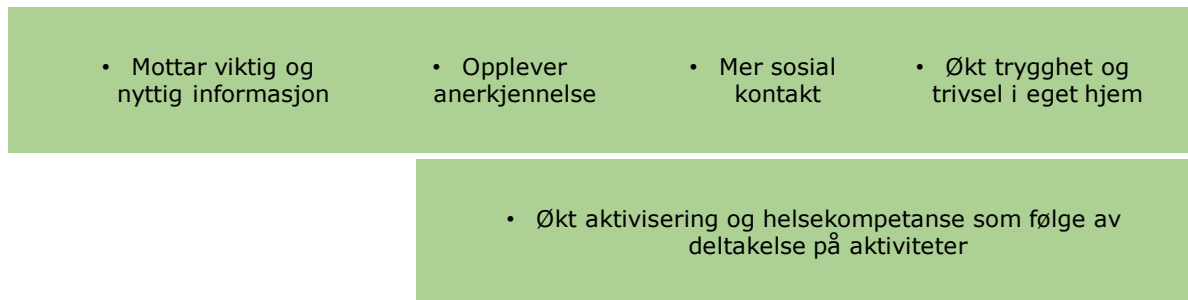 • Mottar viktig og
nyttig informasjon
• Opplever
anerkjennelse
• Mer sosial
kontakt
• Økt trygghet og
trivsel i eget hjem
• Økt aktivisering og helsekompetanse som følge av
deltakelse på aktiviteter